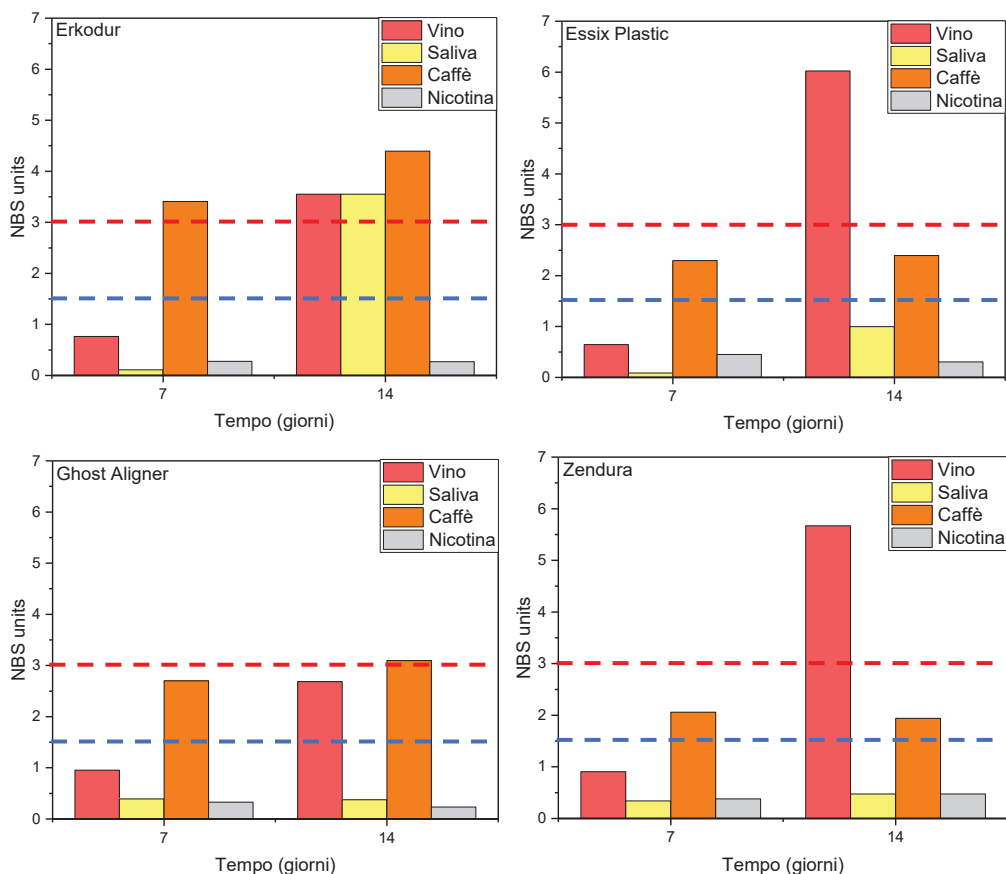 Erkodur
Vino
Saliva
Caffè
Nicotina
NBS units
7
6
5
4
3
2
1
0
7
14
Tempo (giorni)
Essix Plastic
Vino
Saliva
Caffè
Nicotina
NBS units
7
6
5
4
3
2
1
0
7
14
Tempo (giorni)
Ghost Aligner
Vino
Saliva
Caffè
Nicotina
NBS units
7
6
5
4
3
2
1
0
7
14
Tempo (giorni)
Zendura
Vino
Saliva
Caffè
Nicotina
NBS units
7
6
5
4
3
2
1
0
7
14
Tempo (giorni)